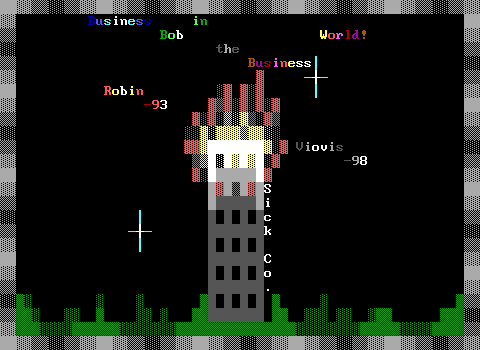 Business in
Bob World!
the
Business
Robin
-93
Viovis
-98
Sick Co.